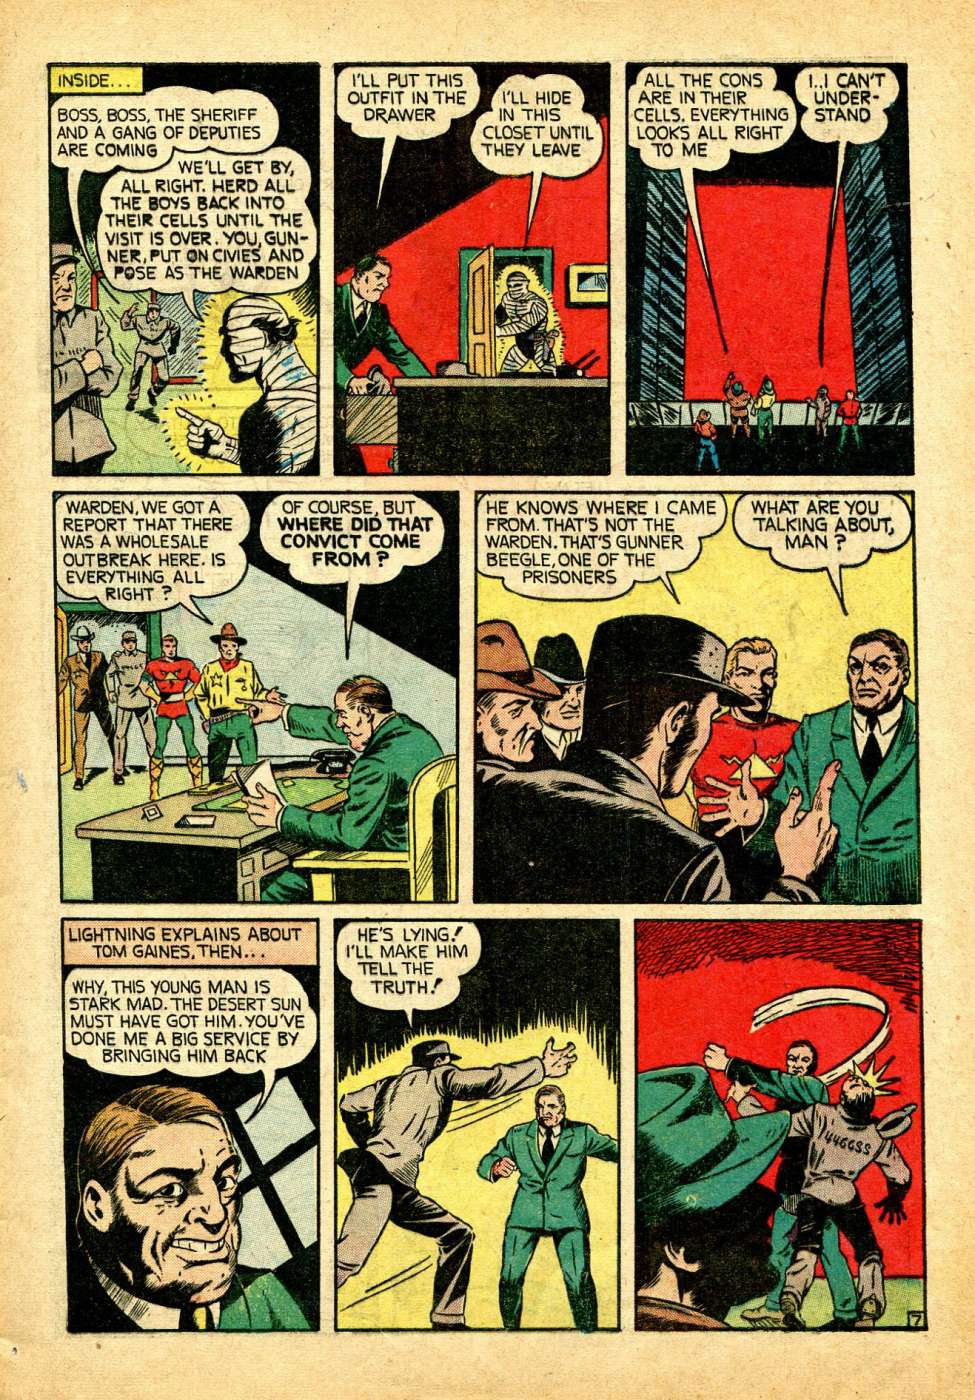 INSIDE...
BOSS, BOSS, THE SHERIFF
AND A GANG OF DEPUTIES
ARE COMING
WE'LL GET BY,
ALL RIGHT. HERD ALL
THE BOYS BACK INTO
THEIR CELLS UNTIL THE
VISIT IS OVER. YOU, GUN-
NER, PUT ON CIVIES AND
POSE AS THE WARDEN
I'LL PUT THIS
OUTFIT IN THE
DRAWER
I'LL HIDE
IN THIS
CLOSET UNTIL
THEY LEAVE
ALL THE CONS
ARE IN THEIR
CELLS. EVERYTHING
LOOKS ALL RIGHT
TO ME
I..I CAN'T
UNDER-
STAND
WARDEN, WE GOT A
REPORT THAT THERE
WAS A WHOLESALE
OUTBREAK HERE. IS
EVERYTHING ALL
RIGHT?
OF COURSE, BUT
WHERE DID THAT
CONVICT COME
FROM?
HE KNOWS WHERE I CAME
FROM. THAT'S NOT THE
WARDEN. THAT'S GUNNER
BEEGLE, ONE OF THE
PRISONERS
WHAT ARE YOU
TALKING ABOUT,
MAN?
LIGHTNING EXPLAINS ABOUT
TOM GAINES, THEN...
WHY, THIS YOUNG MAN IS
STARK MAD. THE DESERT SUN
MUST HAVE GOT HIM. YOU'VE
DONE ME A BIG SERVICE BY
BRINGING HIM BACK
HE'S LYING!
I'LL MAKE HIM
TELL THE
TRUTH!
446655
7